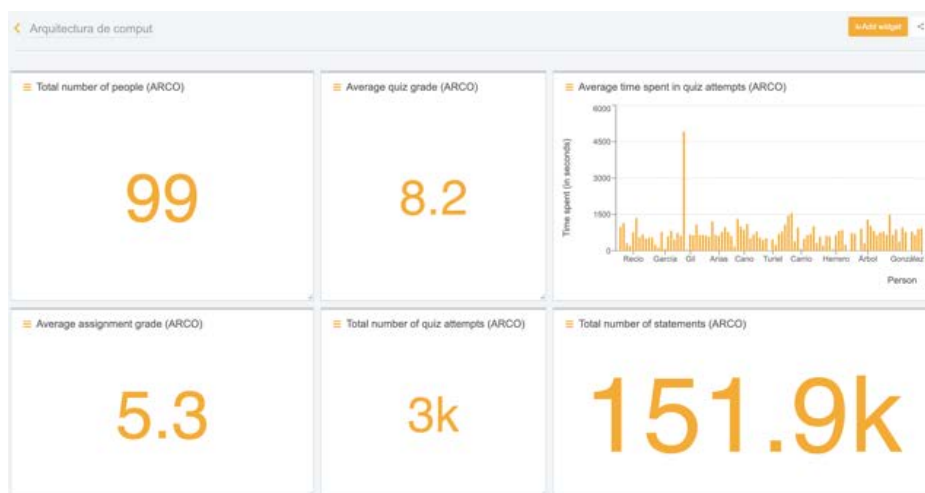 Arquitectura de comput
Add widget
Total number of people (ARCO)
99
Average quiz grade (ARCO)
8.2
Average time spent in quiz attempts (ARCO)
Time spent (in seconds)
6000
4500
3000
1500
0
Recio García Gil Arias Cano Turiel Carrio Herrero Árbol González
Person
Average assignment grade (ARCO)
5.3
Total number of quiz attempts (ARCO)
3k
Total number of statements (ARCO)
151.9k